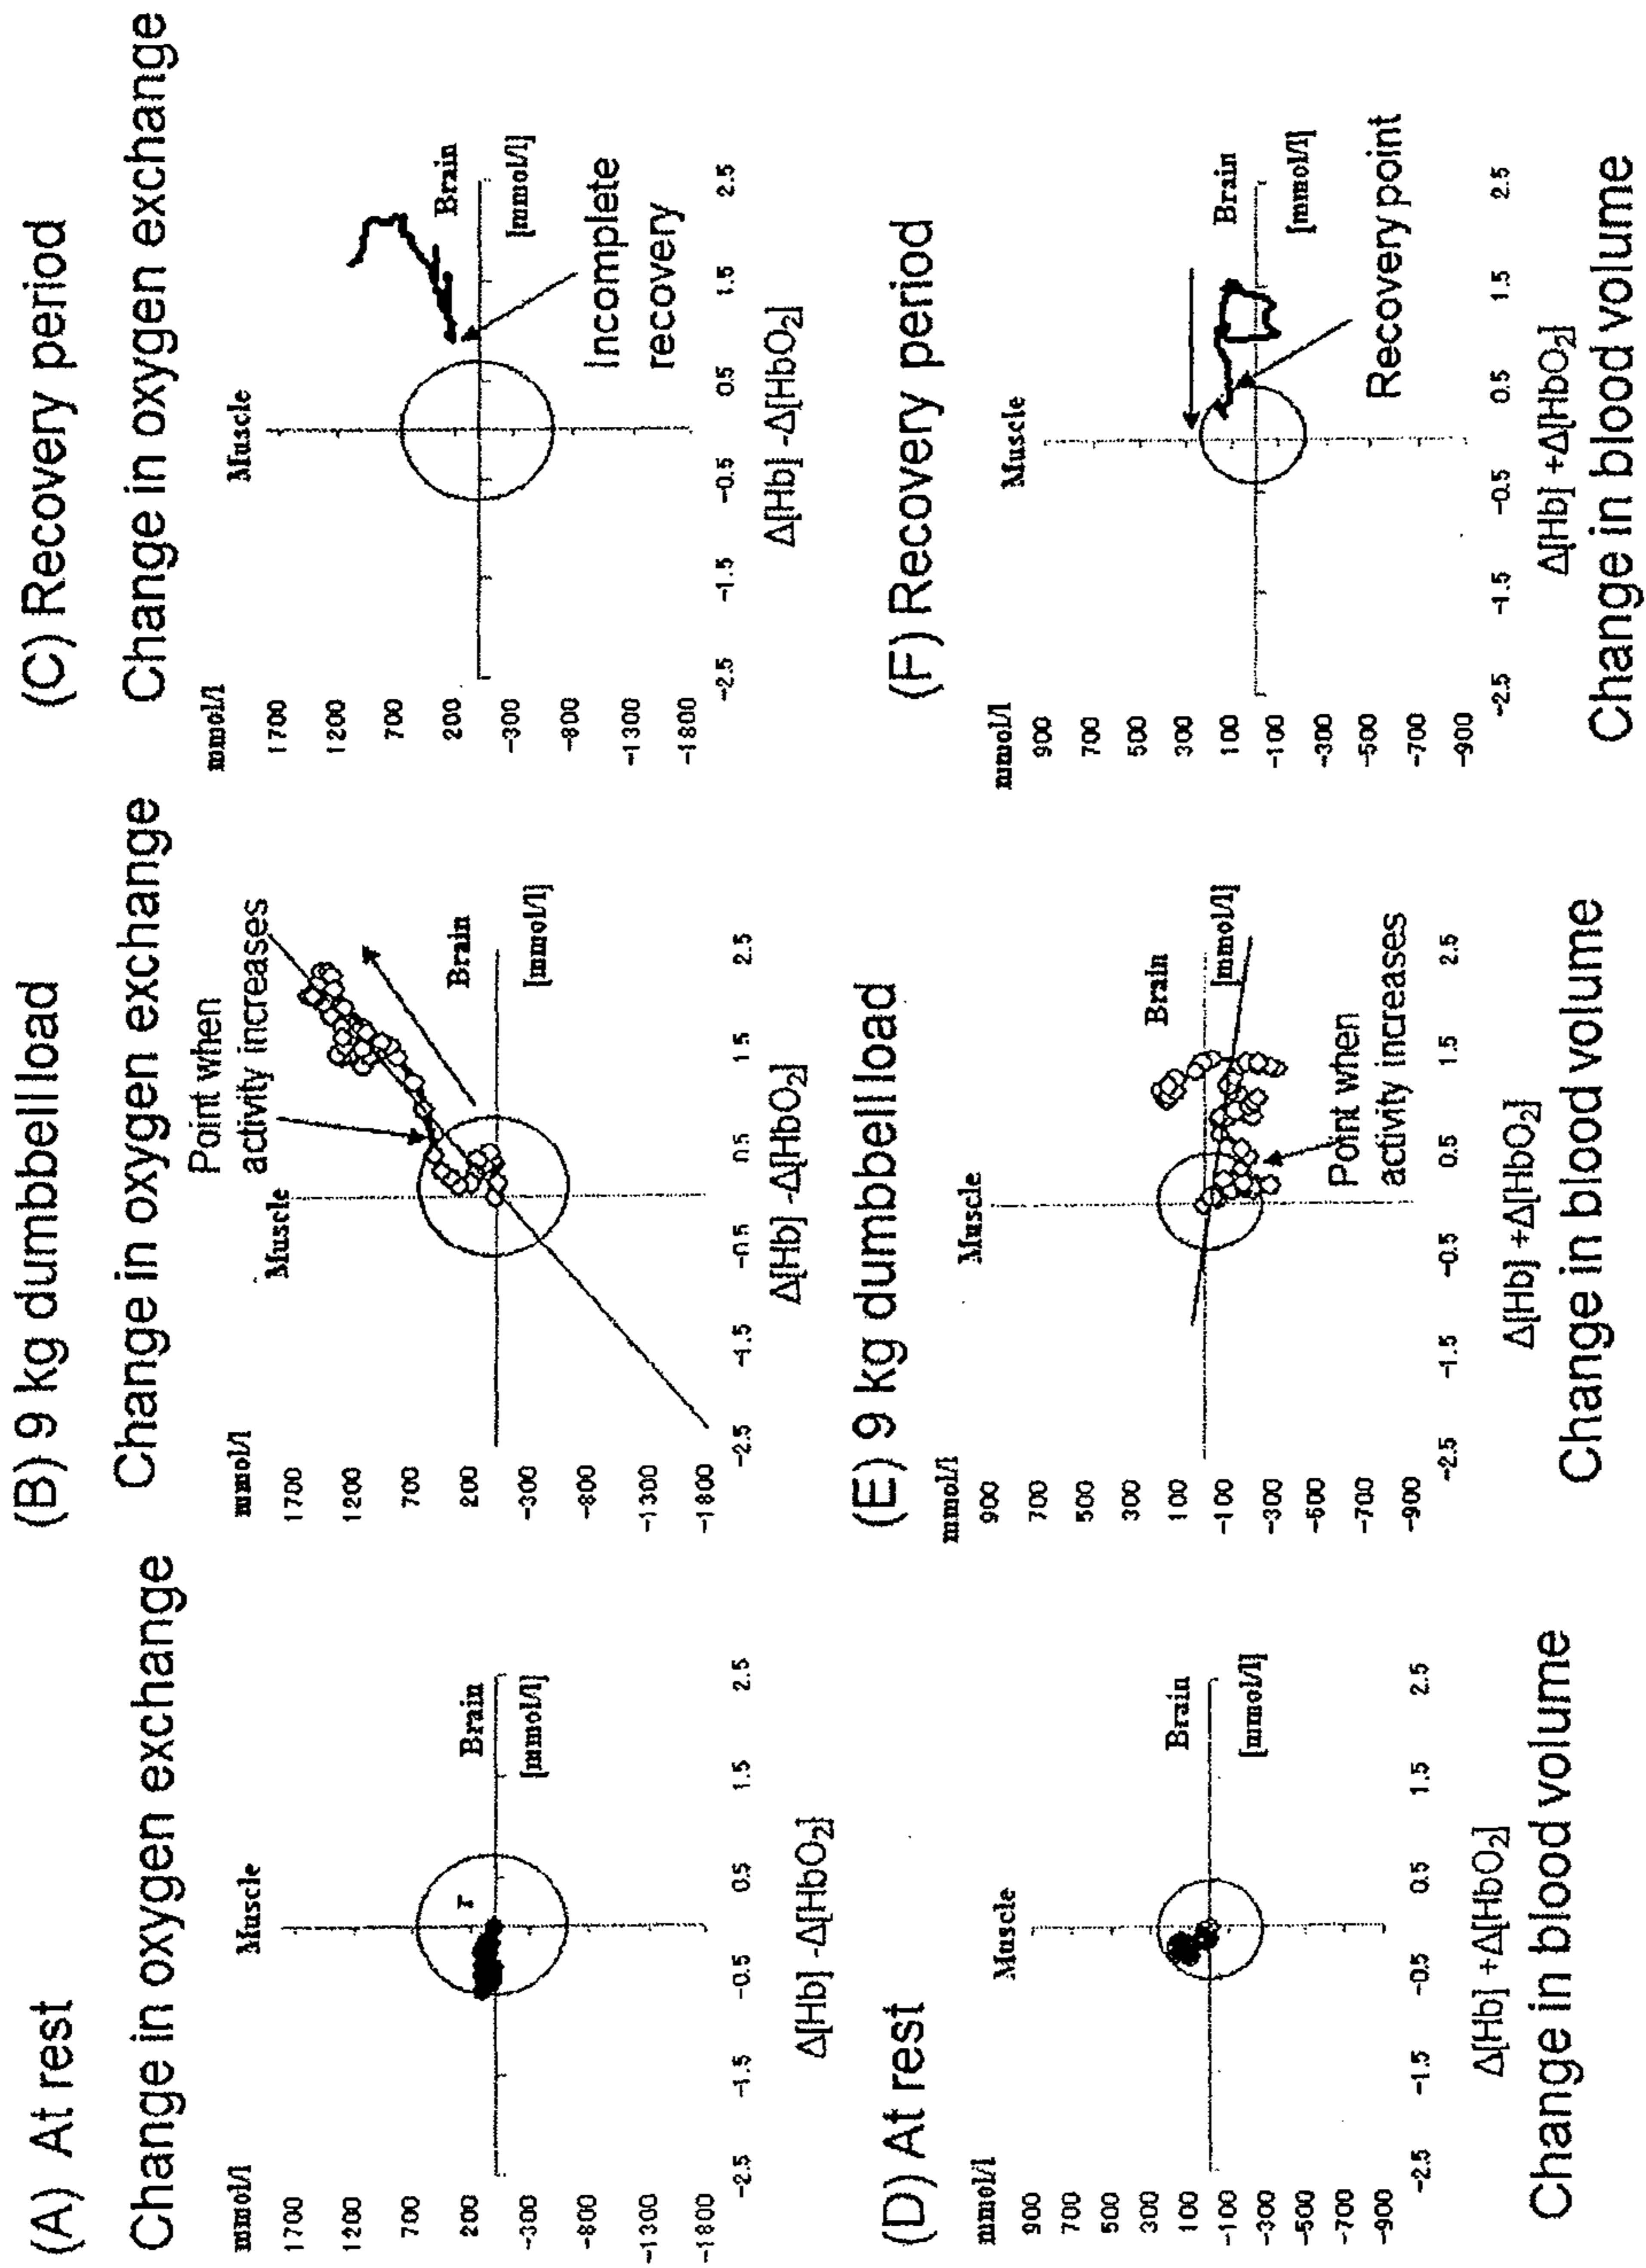 (A) At rest
Change in oxygen exchange
mmol/l
Muscle
1700
1200
700
200
-300
-800
-1300
-1800
r
Brain
[mmol/l]
-2.5 -1.5 -0.5 0.5 1.5 2.5
Δ[Hb] -Δ[HbO₂]
(B) 9 kg dumbbell load
Change in oxygen exchange
Point when
activity increases
mmol/l
Muscle
1700
1200
700
200
-300
-800
-1300
-1800
Brain
[mmol/l]
-2.5 -1.5 -0.5 0.5 1.5 2.5
Δ[Hb] -Δ[HbO₂]
(C) Recovery period
Change in oxygen exchange
mmol/l
Muscle
1700
1200
700
200
-300
-800
-1300
-1800
Brain
[mmol/l]
Incomplete
recovery
-2.5 -1.5 -0.5 0.5 1.5 2.5
Δ[Hb] -Δ[HbO₂]
(D) At rest
mmol/l
Muscle
900
700
500
300
100
-100
-300
-500
-700
-900
Brain
[mmol/l]
-2.5 -1.5 -0.5 0.5 1.5 2.5
Δ[Hb] +Δ[HbO₂]
Change in blood volume
(E) 9 kg dumbbell load
mmol/l
Muscle
900
700
500
300
100
-100
-300
-500
-700
-900
Brain
[mmol/l]
Point when
activity increases
-2.5 -1.5 -0.5 0.5 1.5 2.5
Δ[Hb] +Δ[HbO₂]
Change in blood volume
(F) Recovery period
mmol/l
Muscle
900
700
500
300
100
-100
-300
-500
-700
-900
Brain
[mmol/l]
Recovery point
-2.5 -1.5 -0.5 0.5 1.5 2.5
Δ[Hb] +Δ[HbO₂]
Change in blood volume